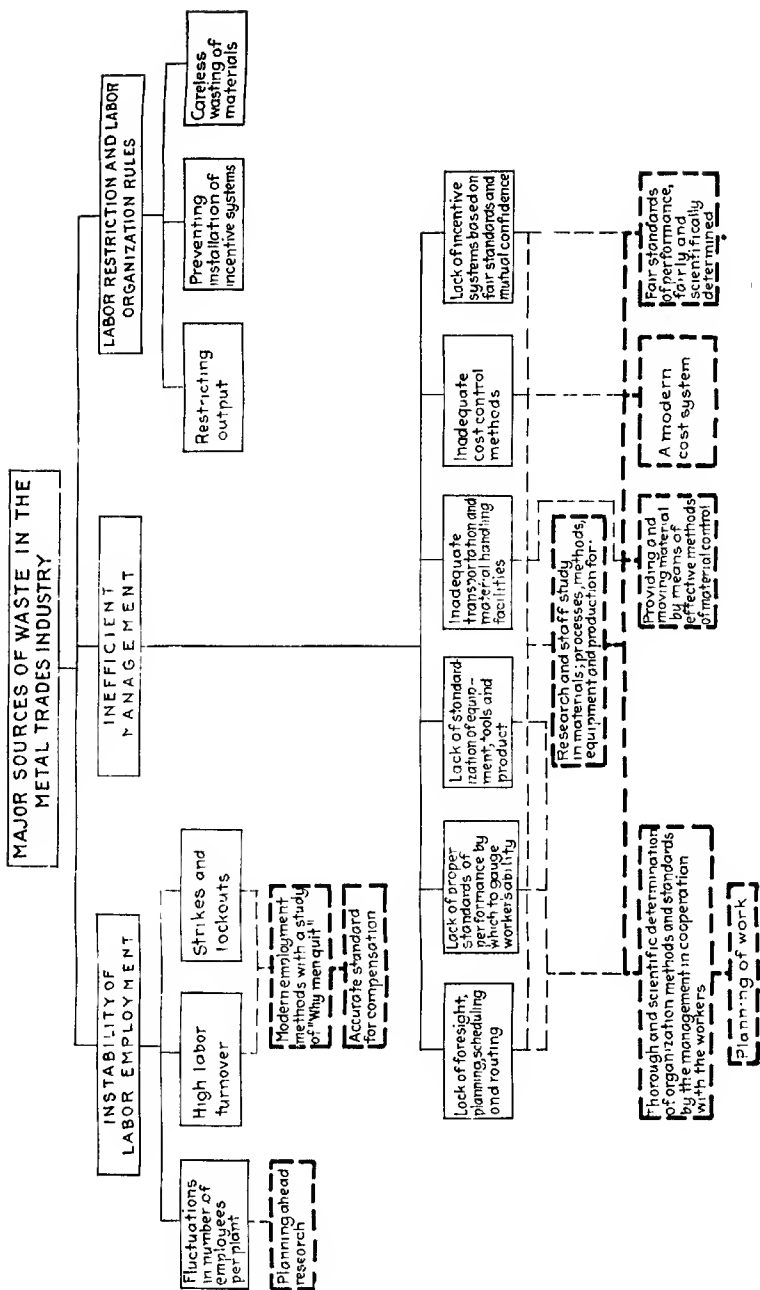 MAJOR SOURCES OF WASTE IN THE
METAL TRADES INDUSTRY
INSTABILITY OF
LABOR EMPLOYMENT
INEFFICIENT
MANAGEMENT
LABOR RESTRICTION AND LABOR
ORGANIZATION RULES
Fluctuations
in number of
employees
per plant
High labor
turnover
Strikes and
lockouts
Restricting
output
Preventing
installation of
incentive systems
Careless
wasting of
materials
Planning ahead
research
Modern employment
methods with a study
of "Why men quit"
Accurate standard
for compensation
Lack of foresight,
planning, scheduling
and routing
Lack of proper
standards of
performance by
which to gauge
worker's ability
Lack of standard-
ization of equip-
ment, tools and
product
Inadequate
transportation and
material handling
facilities
Inadequate
cost control
methods
Lack of incentive
systems based on
fair standards and
mutual confidence
Research and staff study
in materials; processes, methods,
equipment and production for:
Thorough and scientific determination
of organization methods and standards
by the management in cooperation
with the workers
Providing and
moving material
by means of
effective methods
of material control
A modern
cost system
Fair standards
of performance,
fairly and
scientifically
determined
Planning of work